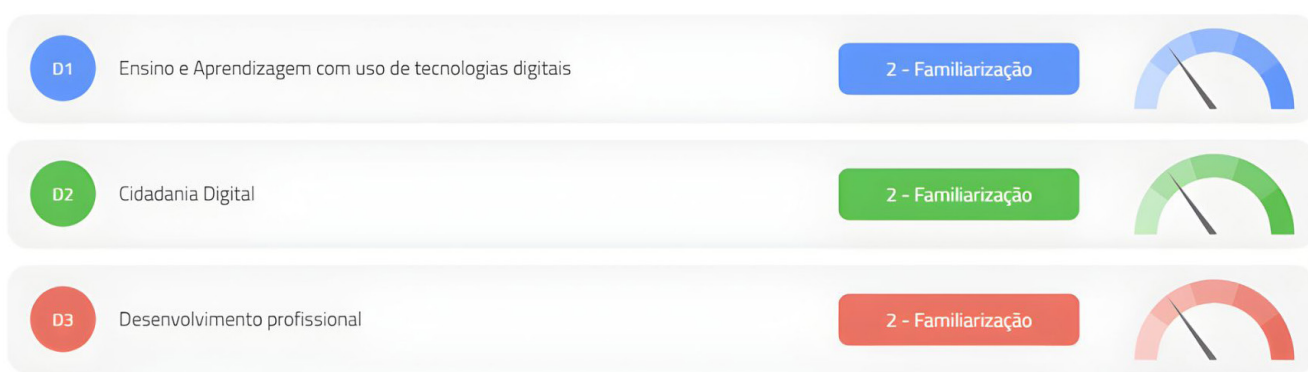 D1 Ensino e Aprendizagem com uso de tecnologias digitais 2 - Familiarização
D2 Cidadania Digital 2 - Familiarização
D3 Desenvolvimento profissional 2 - Familiarização